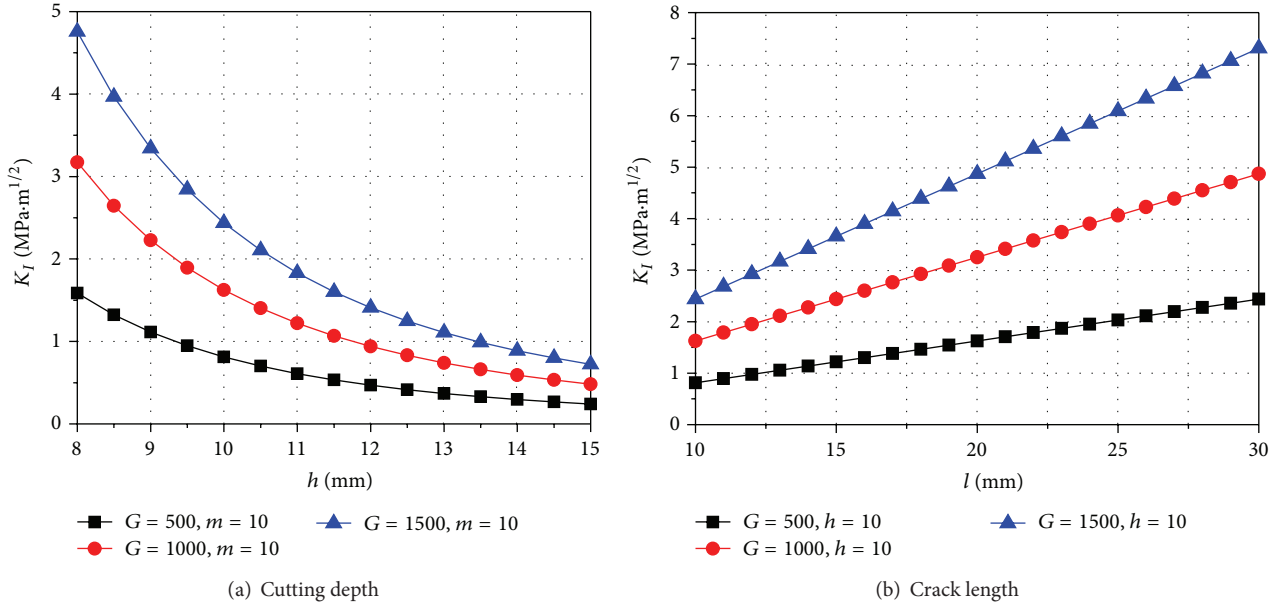 5
4
3
2
1
0
K_I (MPa·m^{1/2})
8 9 10 11 12 13 14 15
h (mm)
G = 500, m = 10
G = 1000, m = 10
G = 1500, m = 10
(a) Cutting depth
8
7
6
5
4
3
2
1
0
K_I (MPa·m^{1/2})
10 15 20 25 30
l (mm)
G = 500, h = 10
G = 1000, h = 10
G = 1500, h = 10
(b) Crack length